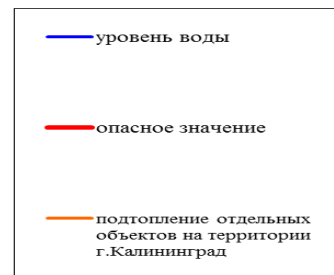 уровень воды
опасное значение
подтопление отдельных
объектов на территории
г.Калининград